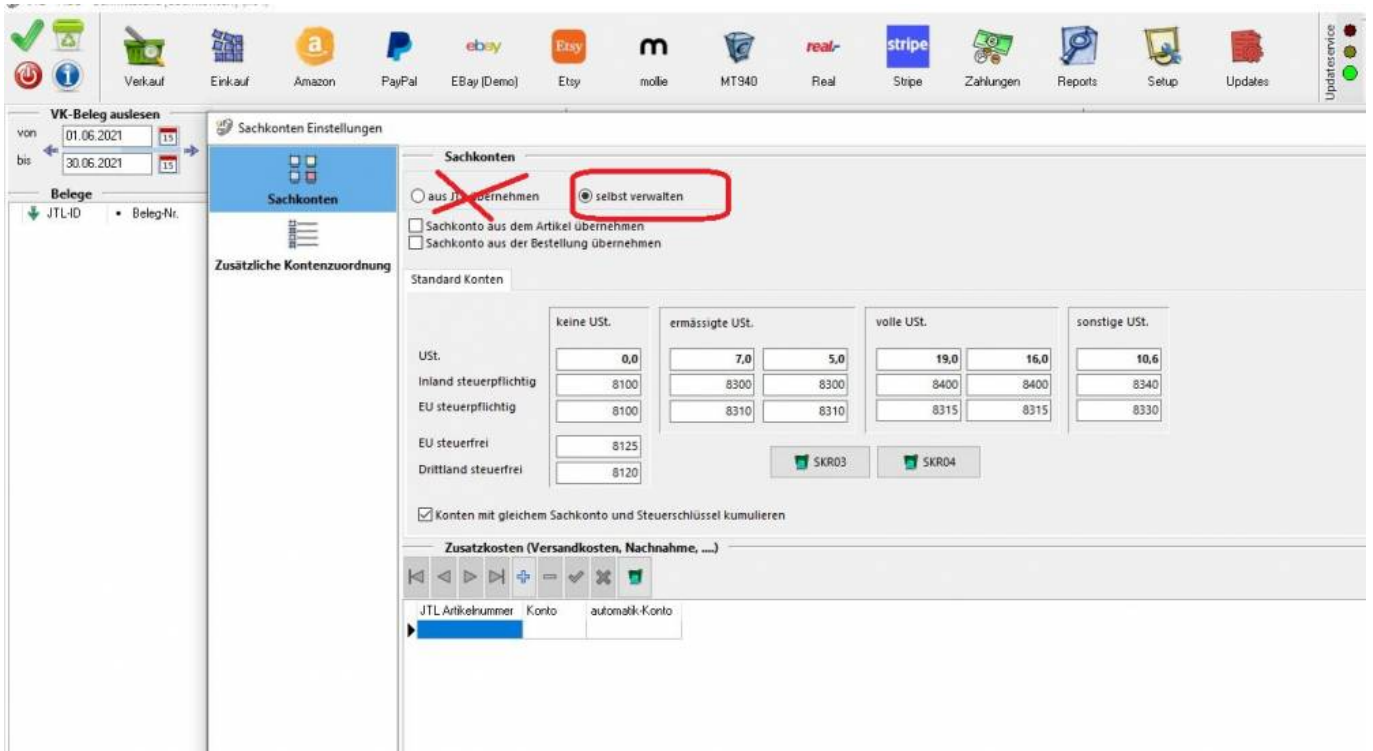 a
ebay
Etsy
m
real,-
stripe
Verkauf
Einkauf
Amazon
PayPal
EBay (Demo)
Etsy
mollie
MT940
Real
Stripe
Zahlungen
Reports
Setup
Updates
Updateservice
VK-Beleg auslesen
von
01.06.2021
15
bis
30.06.2021
15
Belege
JTL-ID
Beleg-Nr.
Sachkonten Einstellungen
Sachkonten
Zusätzliche Kontenzuordnung
Sachkonten
aus JTL übernehmen
selbst verwalten
Sachkonto aus dem Artikel übernehmen
Sachkonto aus der Bestellung übernehmen
Standard Konten
keine USt.
ermässigte USt.
volle USt.
sonstige USt.
USt.
0,0
7,0
5,0
19,0
16,0
10,6
Inland steuerpflichtig
8100
8300
8300
8400
8400
8340
EU steuerpflichtig
8100
8310
8310
8315
8315
8330
EU steuerfrei
8125
Drittland steuerfrei
8120
SKR03
SKR04
Konten mit gleichem Sachkonto und Steuerschlüssel kumulieren
Zusatzkosten (Versandkosten, Nachnahme, ....)
JTL Artikelnummer
Konto
automatik-Konto